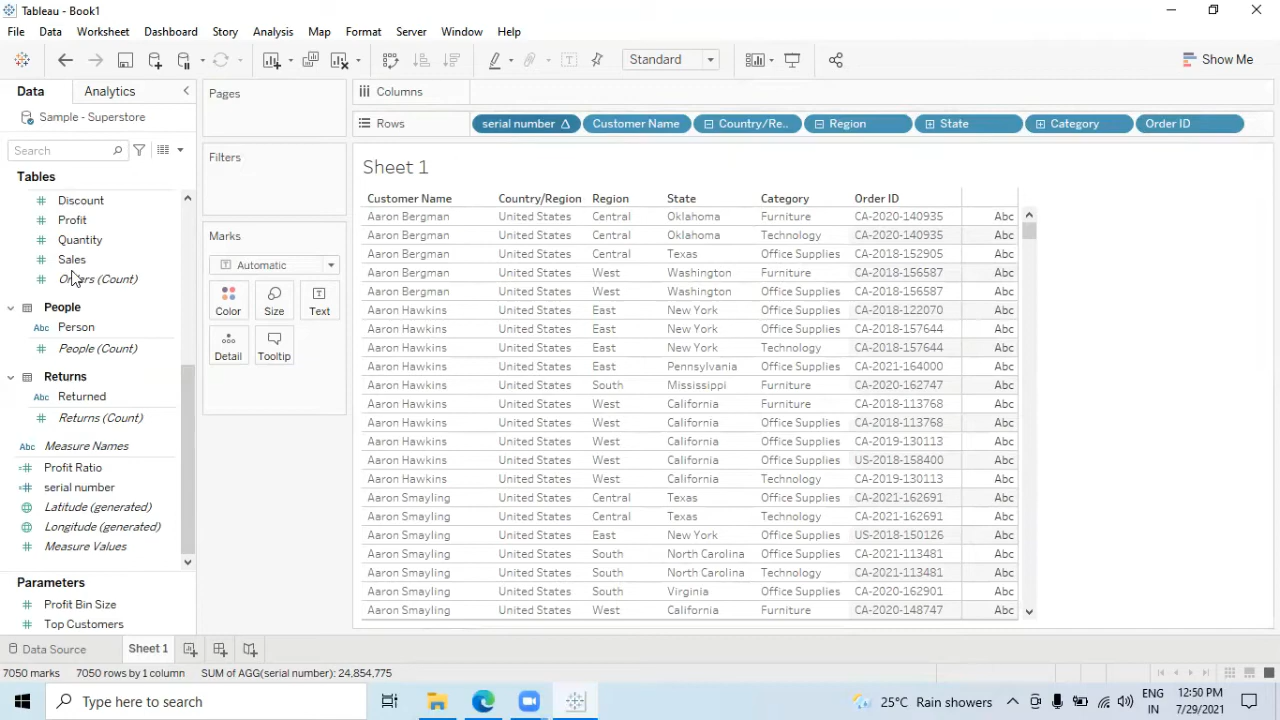 Tableau - Book1
File Data Worksheet Dashboard Story Analysis Map Format Server Window Help
Standard
Show Me
Data Analytics
Sample - Superstore
Search
Tables
Discount
Profit
Quantity
Sales
Orders (Count)
People
Abc Person
People (Count)
Returns
Abc Returned
Returns (Count)
Abc Measure Names
Profit Ratio
serial number
Latitude (generated)
Longitude (generated)
Measure Values
Parameters
Profit Bin Size
Top Customers
Pages
Filters
Marks
Automatic
Color Size Text
Detail Tooltip
Columns
Rows serial number Customer Name Country/Re.. Region State Category Order ID
Sheet 1
Customer Name Country/Region Region State Category Order ID
Aaron Bergman United States Central Oklahoma Furniture CA-2020-140935 Abc
Aaron Bergman United States Central Oklahoma Technology CA-2020-140935 Abc
Aaron Bergman United States Central Texas Office Supplies CA-2018-152905 Abc
Aaron Bergman United States West Washington Furniture CA-2018-156587 Abc
Aaron Bergman United States West Washington Office Supplies CA-2018-156587 Abc
Aaron Hawkins United States East New York Office Supplies CA-2018-122070 Abc
Aaron Hawkins United States East New York Office Supplies CA-2018-157644 Abc
Aaron Hawkins United States East New York Technology CA-2018-157644 Abc
Aaron Hawkins United States East Pennsylvania Office Supplies CA-2021-164000 Abc
Aaron Hawkins United States South Mississippi Furniture CA-2020-162747 Abc
Aaron Hawkins United States West California Furniture CA-2018-113768 Abc
Aaron Hawkins United States West California Office Supplies CA-2018-113768 Abc
Aaron Hawkins United States West California Office Supplies CA-2019-130113 Abc
Aaron Hawkins United States West California Office Supplies US-2018-158400 Abc
Aaron Hawkins United States West California Technology CA-2019-130113 Abc
Aaron Smayling United States Central Texas Office Supplies CA-2021-162691 Abc
Aaron Smayling United States Central Texas Technology CA-2021-162691 Abc
Aaron Smayling United States East New York Office Supplies US-2018-150126 Abc
Aaron Smayling United States South North Carolina Office Supplies CA-2021-113481 Abc
Aaron Smayling United States South North Carolina Technology CA-2021-113481 Abc
Aaron Smayling United States South Virginia Office Supplies CA-2020-162901 Abc
Aaron Smayling United States West California Furniture CA-2020-148747 Abc
Data Source Sheet 1
7050 marks 7050 rows by 1 column SUM of AGG(serial number): 24,854,775
Type here to search
25°C Rain showers
ENG
IN
12:50 PM
7/29/2021